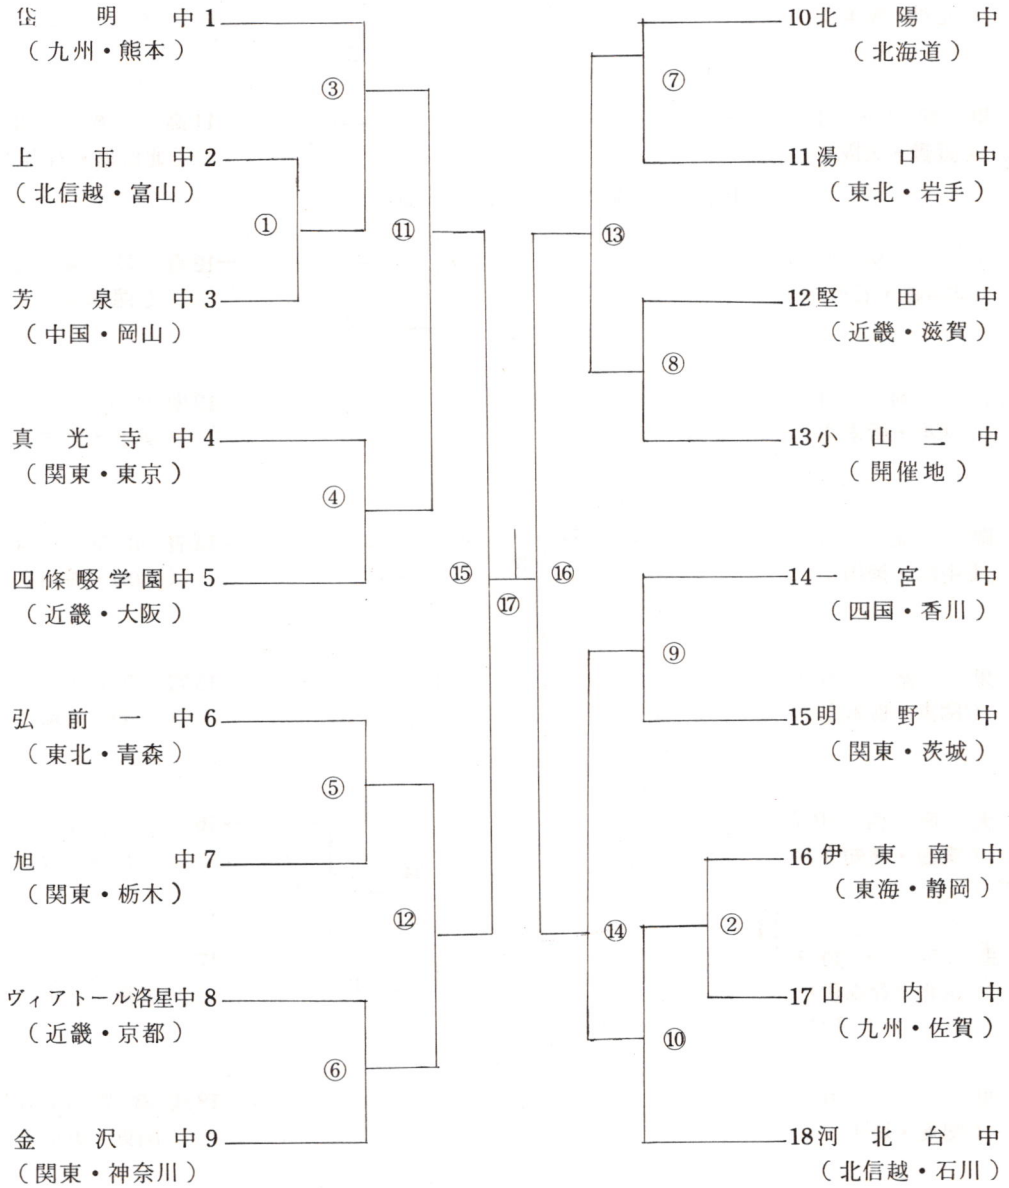 岱明中 1
（九州・熊本）
上市中 2
（北信越・富山）
芳泉中 3
（中国・岡山）
真光寺中 4
（関東・東京）
四條畷学園中 5
（近畿・大阪）
弘前一中 6
（東北・青森）
旭中 7
（関東・栃木）
ヴィアトール洛星中 8
（近畿・京都）
金沢中 9
（関東・神奈川）
③
①
⑪
④
⑤
⑫
⑥
⑮
⑰
⑯
⑬
⑦
⑧
⑨
⑭
②
⑩
10 北陽中
（北海道）
11 湯口中
（東北・岩手）
12 堅田中
（近畿・滋賀）
13 小山二中
（開催地）
14 一宮中
（四国・香川）
15 明野中
（関東・茨城）
16 伊東南中
（東海・静岡）
17 山内中
（九州・佐賀）
18 河北台中
（北信越・石川）